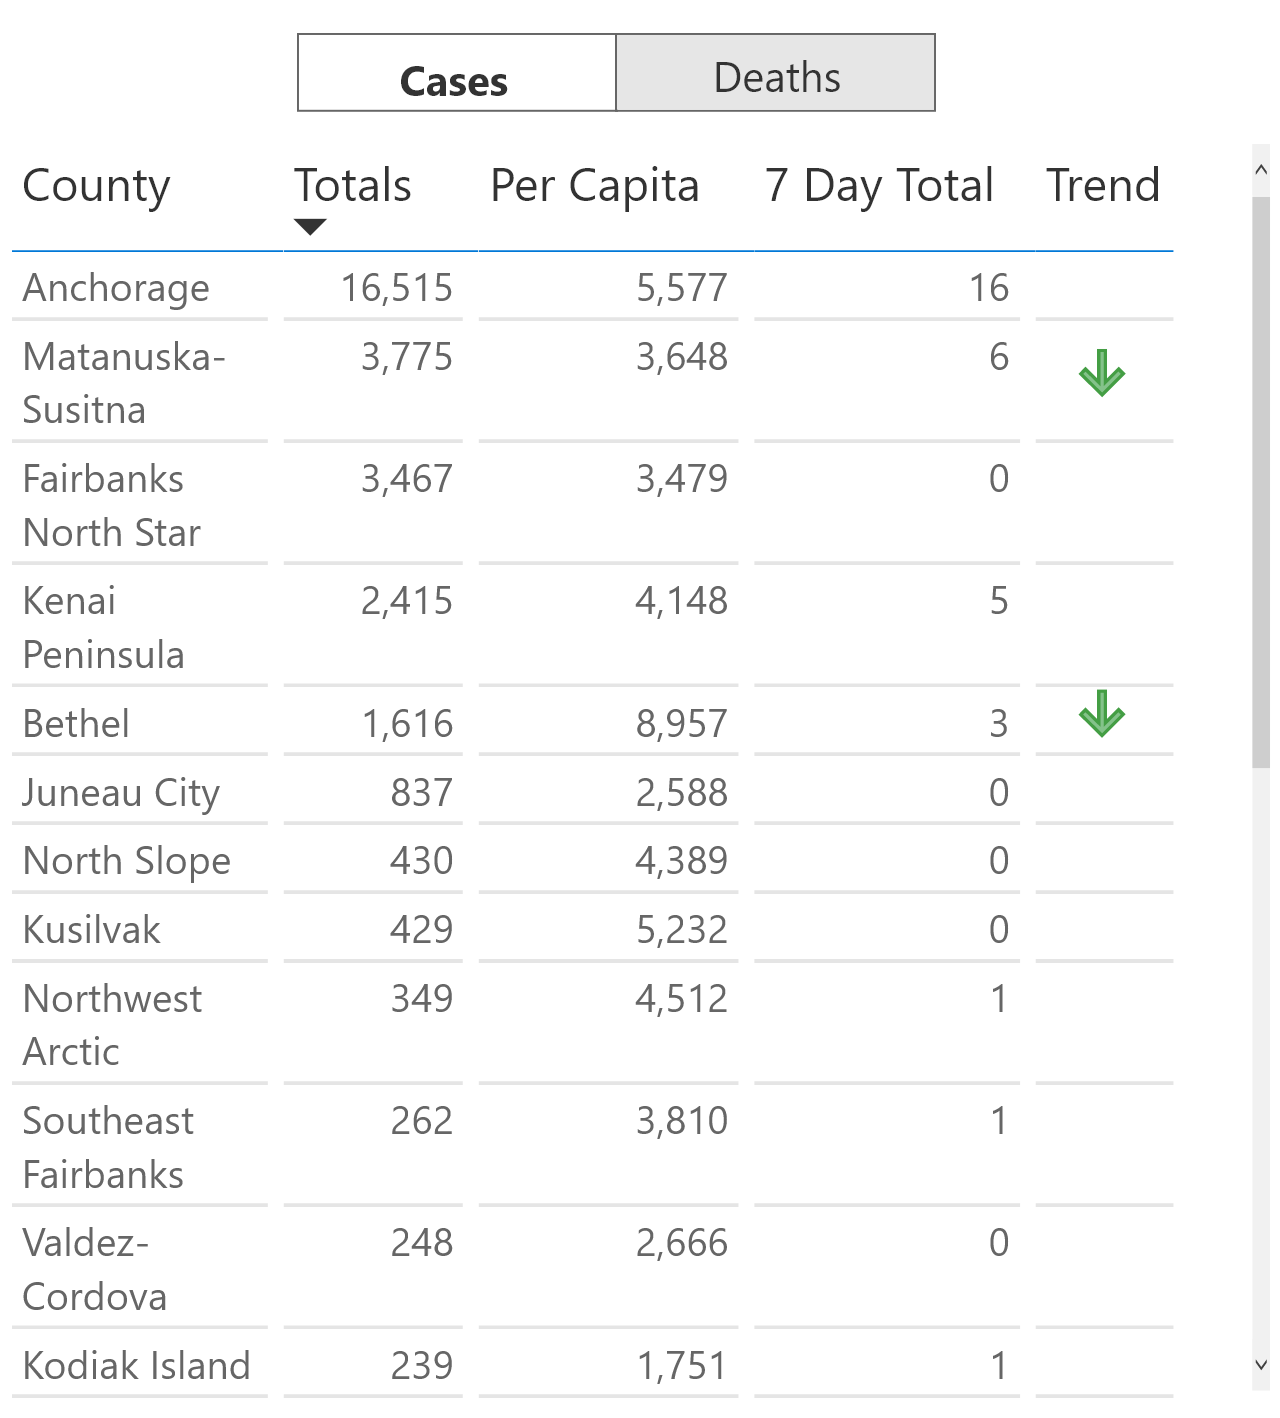 Cases Deaths
County Totals Per Capita 7 Day Total Trend
Anchorage 16,515 5,577 16
Matanuska- 3,775 3,648 6
Susitna
Fairbanks 3,467 3,479 0
North Star
Kenai 2,415 4,148 5
Peninsula
Bethel 1,616 8,957 3
Juneau City 837 2,588 0
North Slope 430 4,389 0
Kusilvak 429 5,232 0
Northwest 349 4,512 1
Arctic
Southeast 262 3,810 1
Fairbanks
Valdez- 248 2,666 0
Cordova
Kodiak Island 239 1,751 1